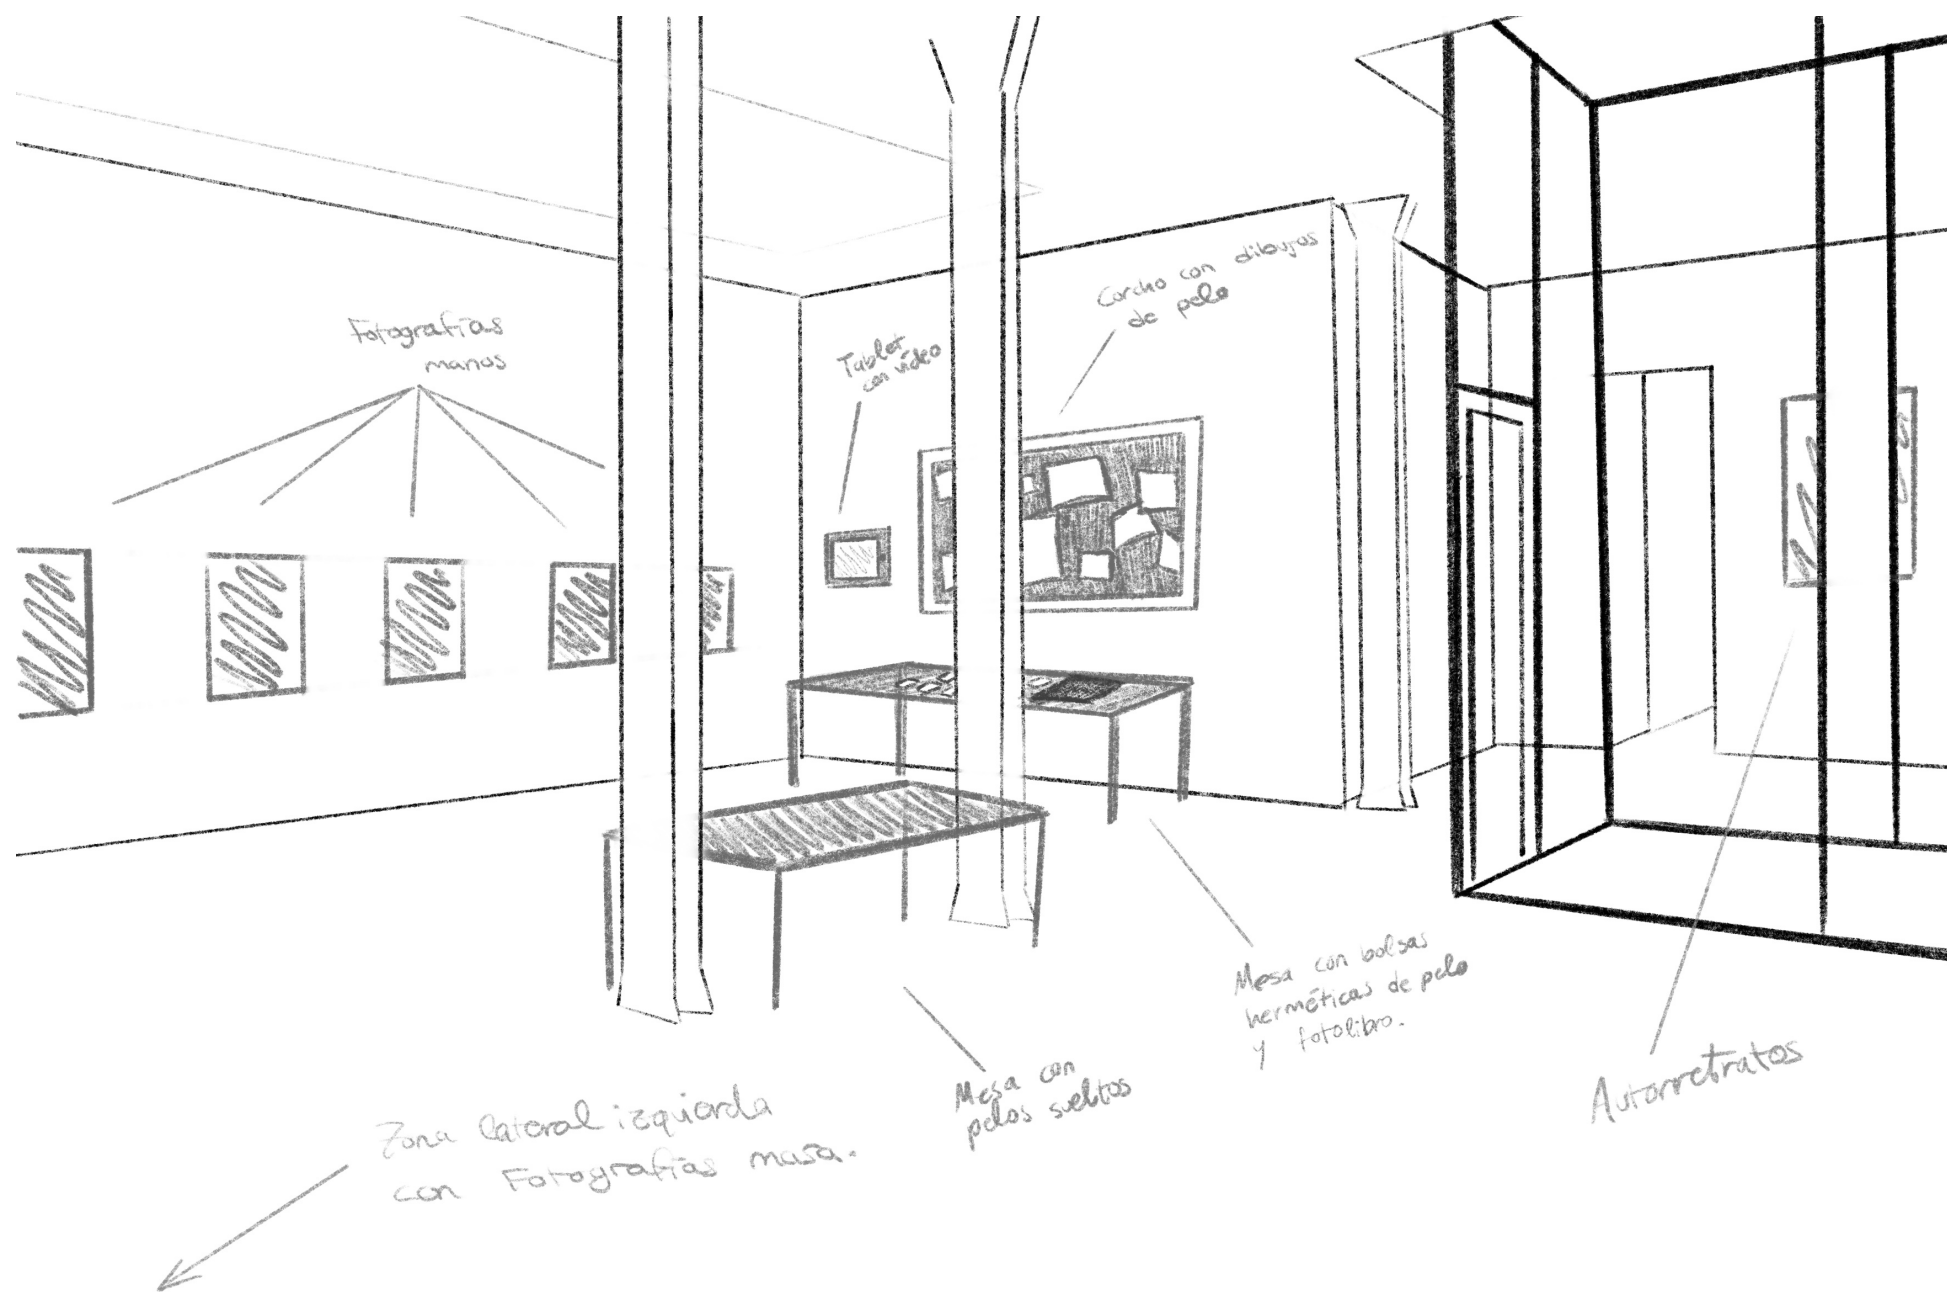 Fotografías
manos
Tablet
con vídeo
Corcho con dibujos
de pelo
Mesa con bolsas
herméticas de pelo
y fotolibro.
Mesa con
pelos sueltos
Autorretratos
Zona lateral izquierda
con Fotografías masa.